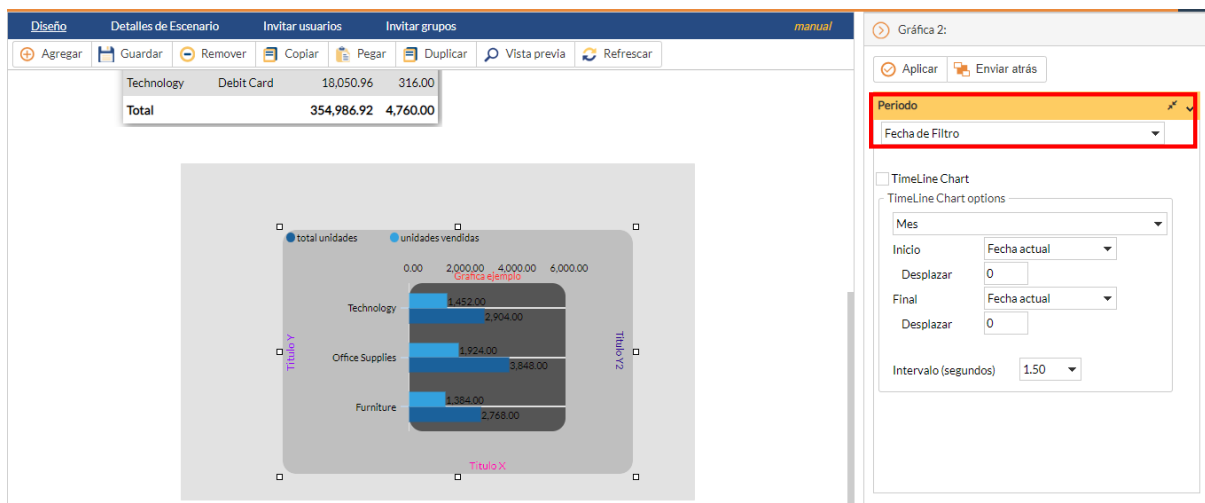 Diseño Detalles de Escenario Invitar usuarios Invitar grupos manual
Agregar Guardar Remover Copiar Pegar Duplicar Vista previa Refrescar
Technology Debit Card 18,050.96 316.00
Total 354,986.92 4,760.00
total unidades unidades vendidas
0.00 2,000.00 4,000.00 6,000.00
Grafica ejemplo
Technology 1,452.00
2,904.00
Office Supplies 1,924.00
3,848.00
Furniture 1,384.00
2,768.00
Titulo Y
Titulo Y2
Titulo X
Gráfica 2:
Aplicar Enviar atrás
Periodo
Fecha de Filtro
TimeLine Chart
TimeLine Chart options
Mes
Inicio Fecha actual
Desplazar 0
Final Fecha actual
Desplazar 0
Intervalo (segundos) 1.50